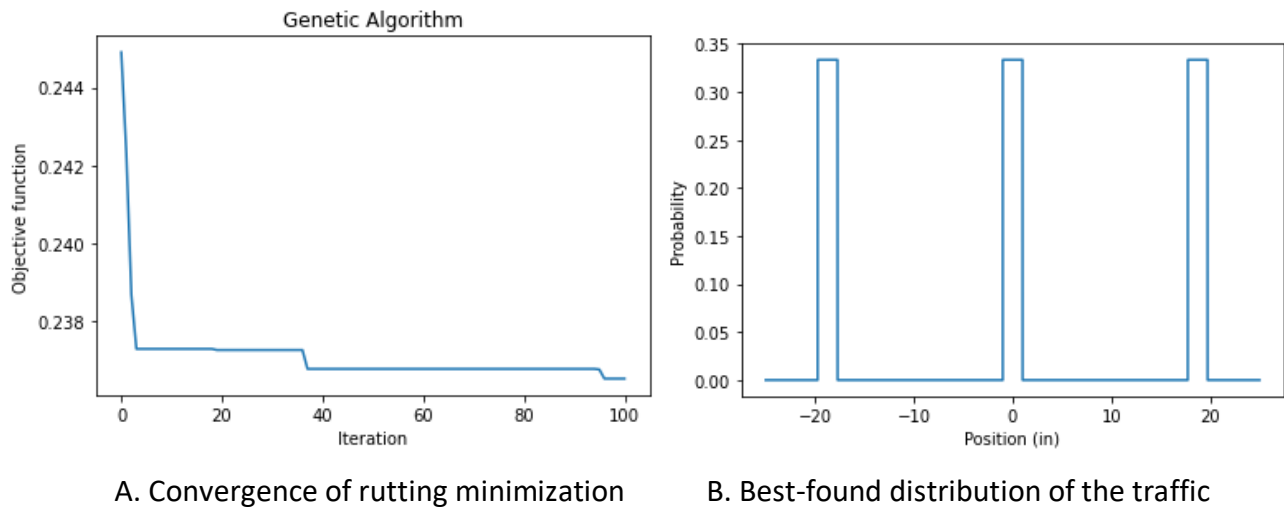 Genetic Algorithm
Objective function
0.244
0.242
0.240
0.238
0 20 40 60 80 100
Iteration
Probability
0.35
0.30
0.25
0.20
0.15
0.10
0.05
0.00
−20 −10 0 10 20
Position (in)
A. Convergence of rutting minimization
B. Best-found distribution of the traffic